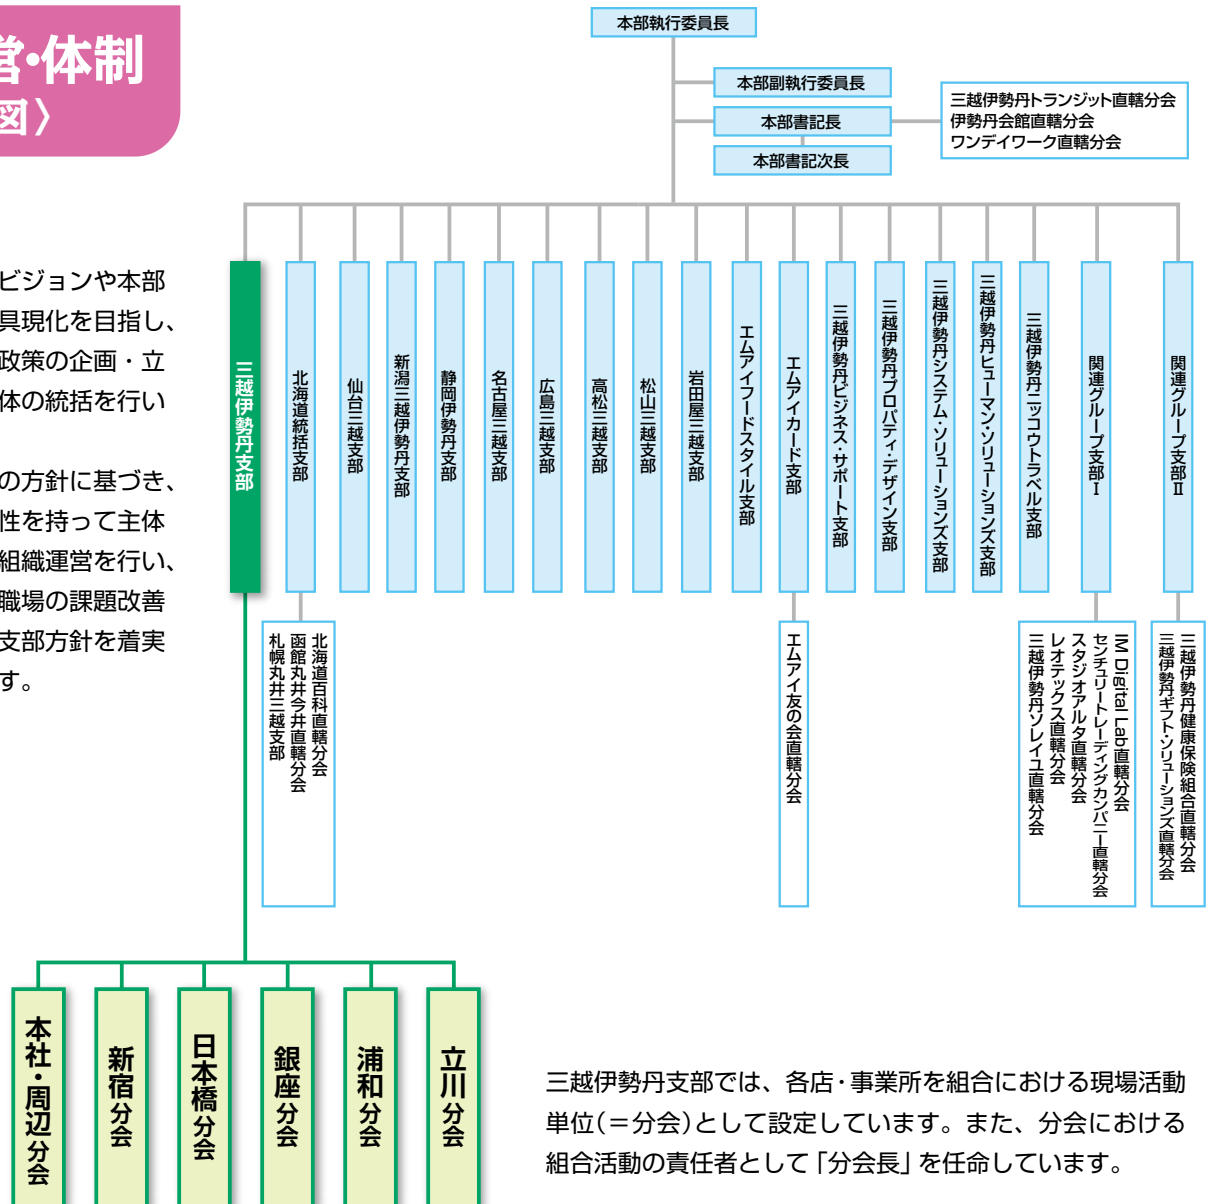 営・体制
図〉
本部執行委員長
本部副執行委員長
本部書記長
本部書記次長
三越伊勢丹トランジット直轄分会
伊勢丹会館直轄分会
ワンデイワーク直轄分会
ビジョンや本部
具現化を目指し、
政策の企画・立
体の統括を行い
の方針に基づき、
性を持って主体
組織運営を行い、
職場の課題改善
支部方針を着実
す。
三越伊勢丹支部
北海道統括支部
仙台三越支部
新潟三越伊勢丹支部
静岡伊勢丹支部
名古屋三越支部
広島三越支部
高松三越支部
松山三越支部
岩田屋三越支部
エムアイフードスタイル支部
エムアイカード支部
三越伊勢丹ビジネス・サポート支部
三越伊勢丹プロパティ・デザイン支部
三越伊勢丹システム・ソリューションズ支部
三越伊勢丹ヒューマン・ソリューションズ支部
三越伊勢丹ニッコウトラベル支部
関連グループ支部Ⅰ
関連グループ支部Ⅱ
北海道百科直轄分会
函館丸井今井直轄分会
札幌丸井三越支部
エムアイ友の会直轄分会
IM Digital Lab直轄分会
センチュリートレーディングカンパニー直轄分会
スタジオアルタ直轄分会
レオテックス直轄分会
三越伊勢丹ソレイユ直轄分会
三越伊勢丹健康保険組合直轄分会
三越伊勢丹ギフト・ソリューションズ直轄分会
本社・周辺分会
新宿分会
日本橋分会
銀座分会
浦和分会
立川分会
三越伊勢丹支部では、各店・事業所を組合における現場活動
単位(＝分会)として設定しています。また、分会における
組合活動の責任者として「分会長」を任命しています。